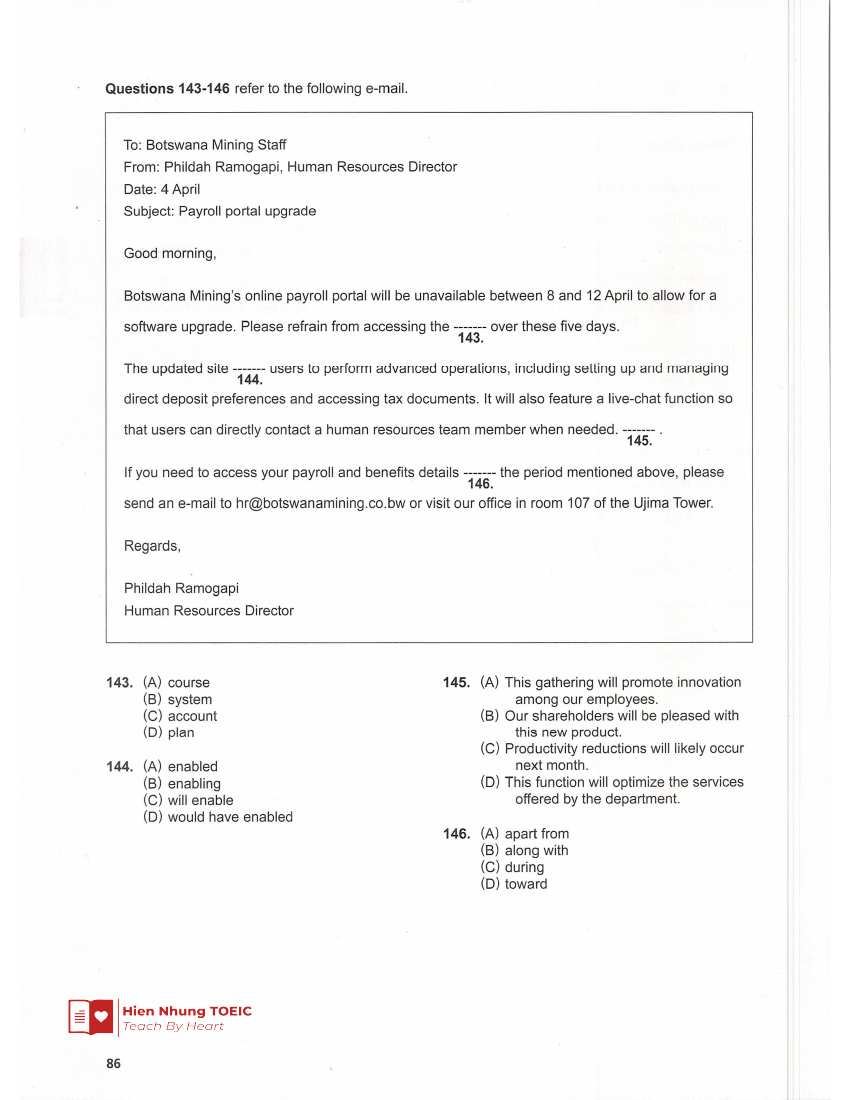 Questions 143-146 refer to the following e-mail.
To: Botswana Mining Staff
From: Phildah Ramogapi, Human Resources Director
Date: 4 April
Subject: Payroll portal upgrade
Good morning,
Botswana Mining's online payroll portal will be unavailable between 8 and 12 April to allow for a
software upgrade. Please refrain from accessing the ------- over these five days.
143.
The updated site ------- users to perform advanced operations, including setting up and managing
144.
direct deposit preferences and accessing tax documents. It will also feature a live-chat function so
that users can directly contact a human resources team member when needed. ------- .
145.
If you need to access your payroll and benefits details ------- the period mentioned above, please
146.
send an e-mail to hr@botswanamining.co.bw or visit our office in room 107 of the Ujima Tower.
Regards,
Phildah Ramogapi
Human Resources Director
143. (A) course
(B) system
(C) account
(D) plan
144. (A) enabled
(B) enabling
(C) will enable
(D) would have enabled
145. (A) This gathering will promote innovation
among our employees.
(B) Our shareholders will be pleased with
this new product.
(C) Productivity reductions will likely occur
next month.
(D) This function will optimize the services
offered by the department.
146. (A) apart from
(B) along with
(C) during
(D) toward
Hien Nhung TOEIC
Teach By Heart
86